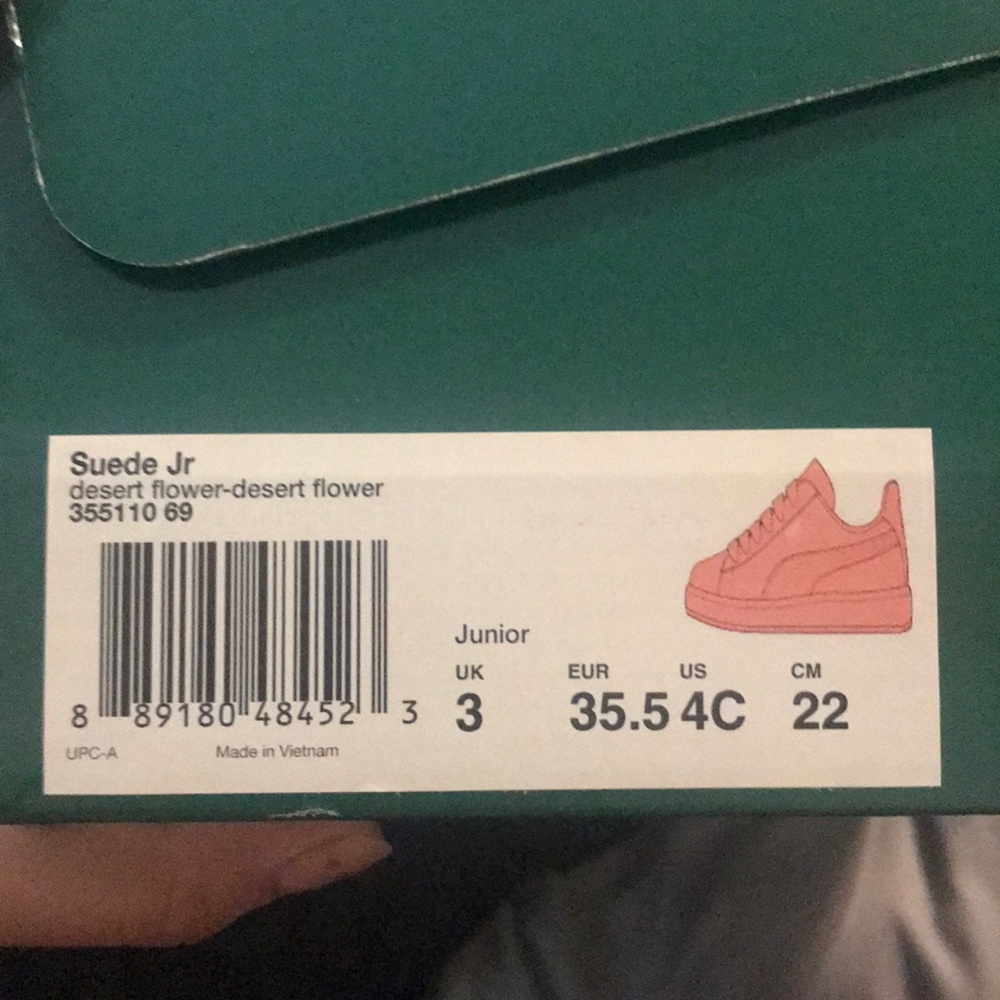 Suede Jr
desert flower-desert flower
355110 69
8 89180 48452 3
UPC-A Made in Vietnam
Junior
UK EUR US CM
3 35.5 4C 22